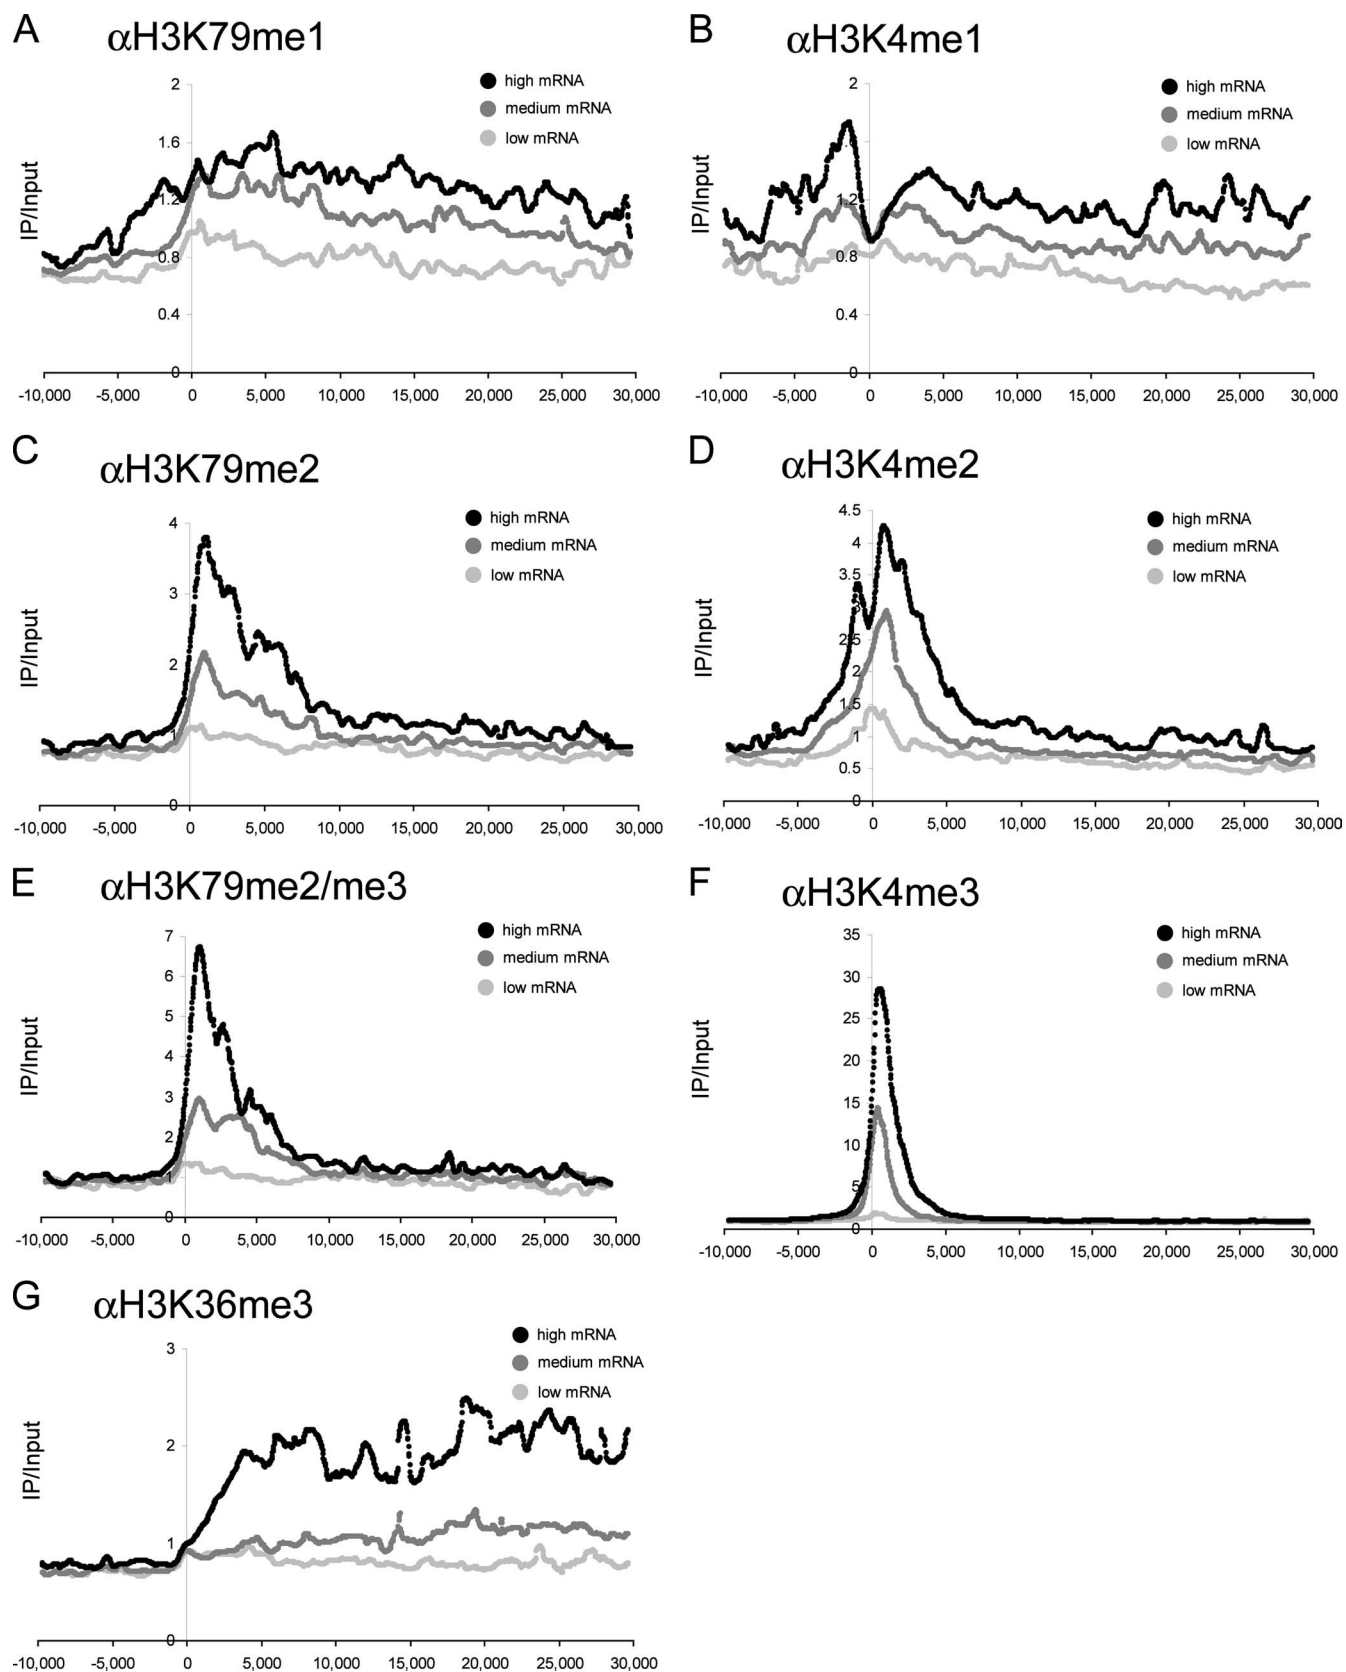 A αH3K79me1
high mRNA
medium mRNA
low mRNA
IP/Input
2
1.6
1.2
0.8
0.4
0
-10,000 -5,000 0 5,000 10,000 15,000 20,000 25,000 30,000
B αH3K4me1
high mRNA
medium mRNA
low mRNA
IP/Input
2
1.2
0.8
0.4
0
-10,000 -5,000 0 5,000 10,000 15,000 20,000 25,000 30,000
C αH3K79me2
high mRNA
medium mRNA
low mRNA
IP/Input
4
3
2
1
0
-10,000 -5,000 0 5,000 10,000 15,000 20,000 25,000 30,000
D αH3K4me2
high mRNA
medium mRNA
low mRNA
IP/Input
4.5
4
3.5
3
2.5
2
1.5
1
0.5
0
-10,000 -5,000 0 5,000 10,000 15,000 20,000 25,000 30,000
E αH3K79me2/me3
high mRNA
medium mRNA
low mRNA
IP/Input
7
6
5
4
3
2
1
0
-10,000 -5,000 0 5,000 10,000 15,000 20,000 25,000 30,000
F αH3K4me3
high mRNA
medium mRNA
low mRNA
IP/Input
35
30
25
20
15
10
5
0
-10,000 -5,000 0 5,000 10,000 15,000 20,000 25,000 30,000
G αH3K36me3
high mRNA
medium mRNA
low mRNA
IP/Input
3
2
1
0
-10,000 -5,000 0 5,000 10,000 15,000 20,000 25,000 30,000